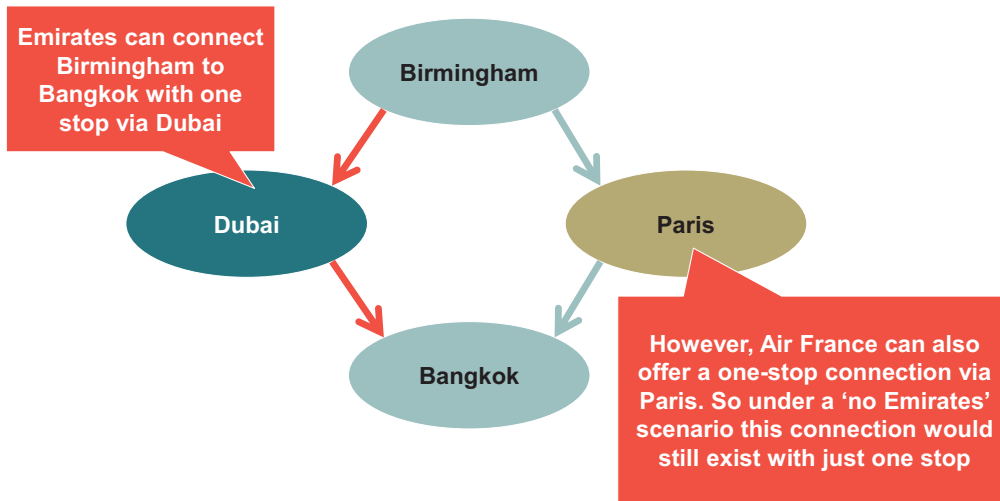 Emirates can connect
Birmingham to
Bangkok with one
stop via Dubai
Birmingham
Dubai
Paris
Bangkok
However, Air France can also
offer a one-stop connection via
Paris. So under a ‘no Emirates’
scenario this connection would
still exist with just one stop